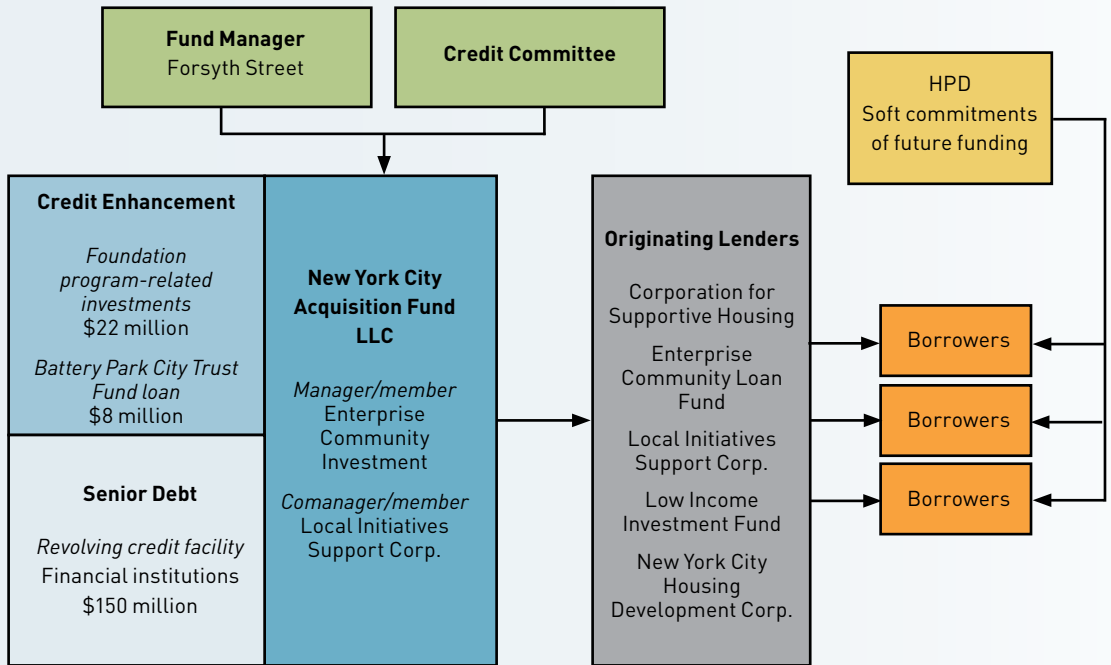 Fund Manager
Forsyth Street
Credit Committee
HPD
Soft commitments
of future funding
Credit Enhancement
Foundation
program-related
investments
$22 million
Battery Park City Trust
Fund loan
$8 million
Senior Debt
Revolving credit facility
Financial institutions
$150 million
New York City
Acquisition Fund
LLC
Manager/member
Enterprise
Community
Investment
Comanager/member
Local Initiatives
Support Corp.
Originating Lenders
Corporation for
Supportive Housing
Enterprise
Community Loan
Fund
Local Initiatives
Support Corp.
Low Income
Investment Fund
New York City
Housing
Development Corp.
Borrowers
Borrowers
Borrowers